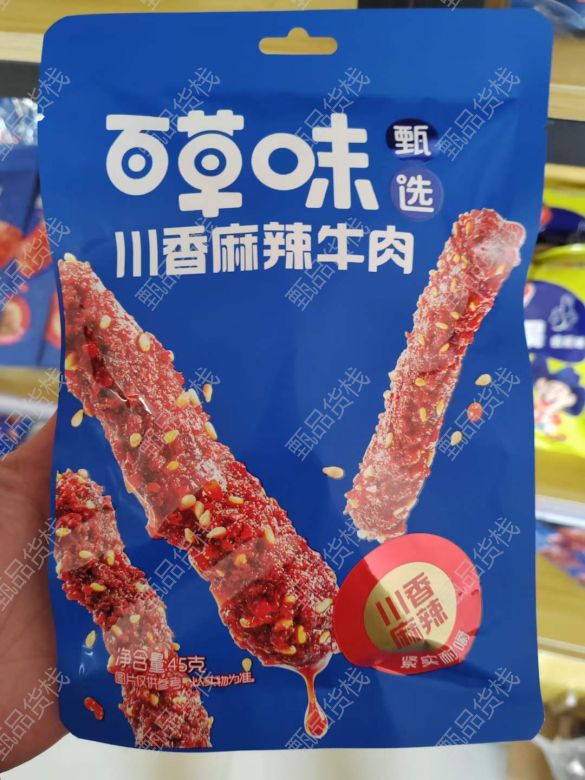 百草味
甄选
川香麻辣牛肉
川香
麻辣
紧实耐嚼
净含量:45克
图片仅供参考,以实物为准。
甄品货栈